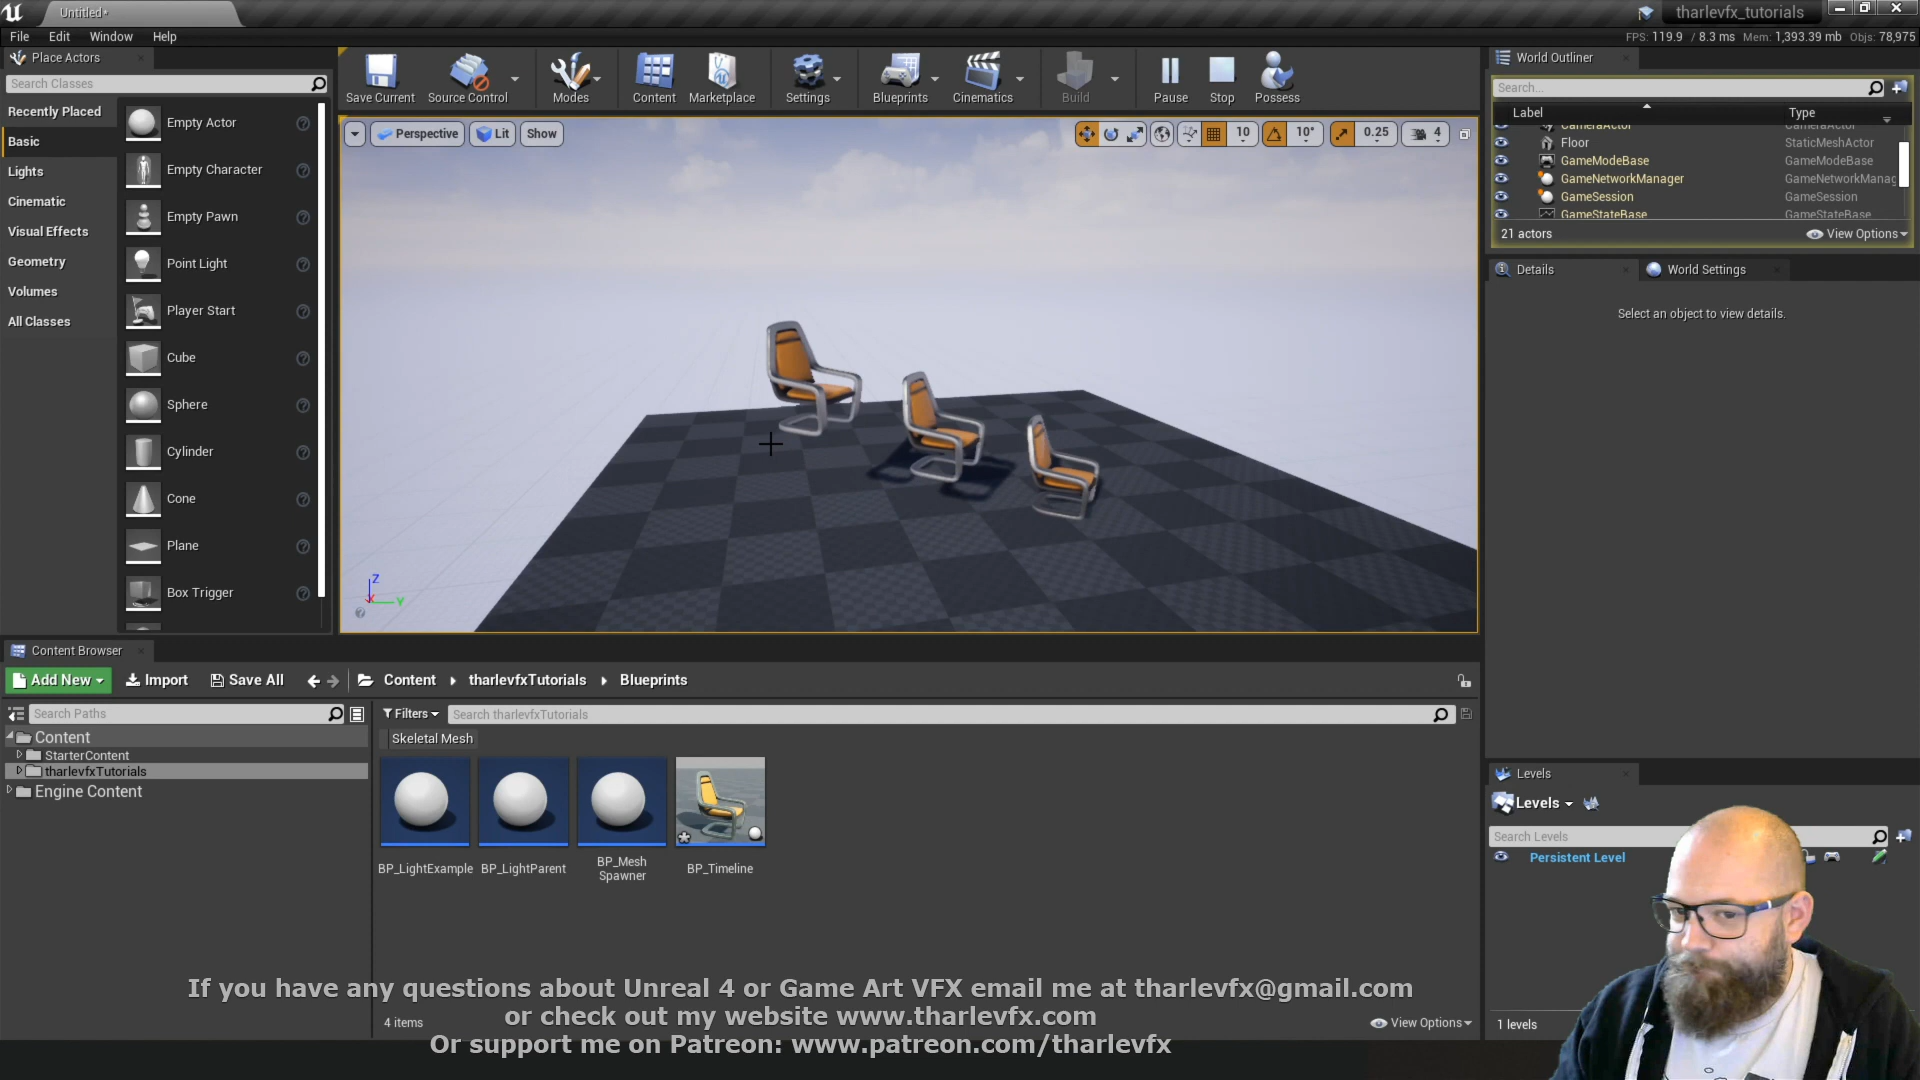 Untitled*
tharlevfx_tutorials
File Edit Window Help
FPS: 119.9 / 8.3 ms Mem: 1,393.39 mb Objs: 78,975
Place Actors
Search Classes
Recently Placed
Basic
Lights
Cinematic
Visual Effects
Geometry
Volumes
All Classes
Empty Actor
Empty Character
Empty Pawn
Point Light
Player Start
Cube
Sphere
Cylinder
Cone
Plane
Box Trigger
Save Current Source Control Modes Content Marketplace Settings Blueprints Cinematics Build Pause Stop Possess
Perspective Lit Show
10 10° 0.25 4
Z
X Y
World Outliner
Search...
Label Type
CameraActor CameraActor
Floor StaticMeshActor
GameModeBase GameModeBase
GameNetworkManager GameNetworkManag
GameSession GameSession
GameStateBase GameStateBase
21 actors View Options
Details World Settings
Select an object to view details.
Content Browser
Add New Import Save All Content tharlevfxTutorials Blueprints
Search Paths
Filters Search tharlevfxTutorials
Skeletal Mesh
Content
StarterContent
tharlevfxTutorials
Engine Content
BP_LightExample
BP_LightParent
BP_Mesh
Spawner
BP_Timeline
4 items View Options
Levels
Levels
Search Levels
Persistent Level
1 levels
If you have any questions about Unreal 4 or Game Art VFX email me at tharlevfx@gmail.com
or check out my website www.tharlevfx.com
Or support me on Patreon: www.patreon.com/tharlevfx